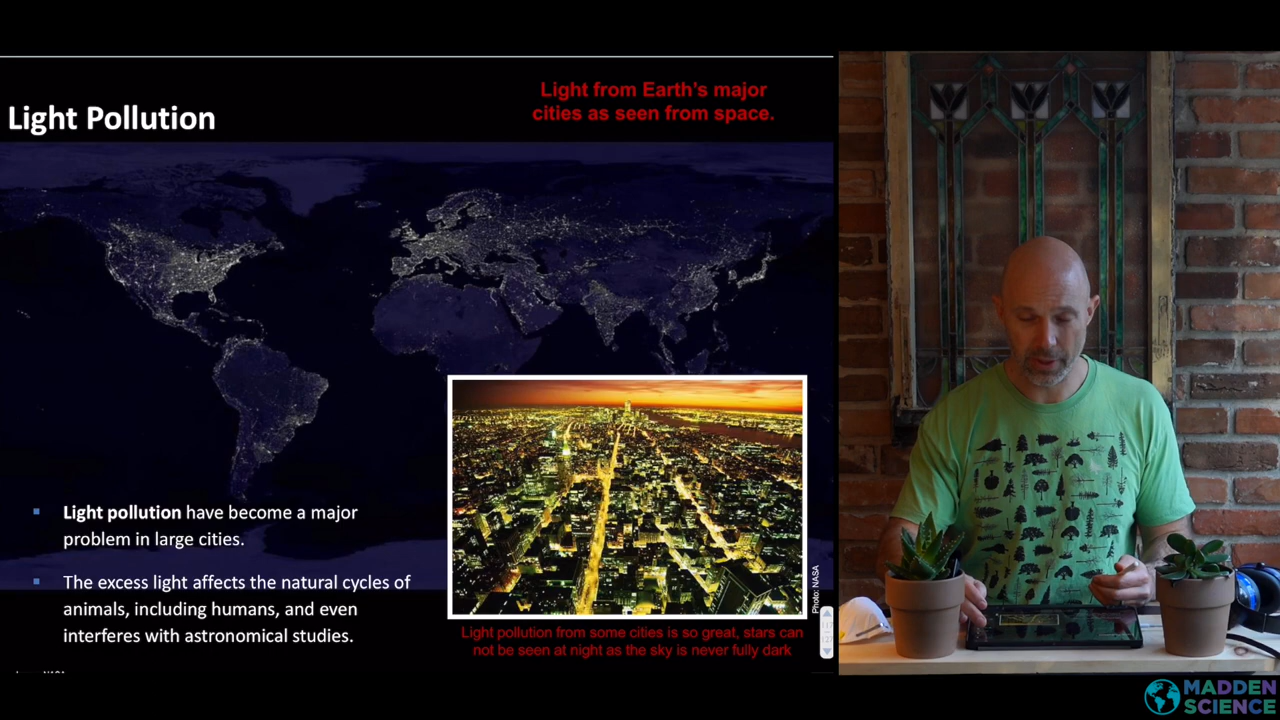 Light Pollution
Light from Earth's major
cities as seen from space.
Light pollution have become a major
problem in large cities.
The excess light affects the natural cycles of
animals, including humans, and even
interferes with astronomical studies.
Photo: NASA
Light pollution from some cities is so great, stars can
not be seen at night as the sky is never fully dark
MADDEN
SCIENCE